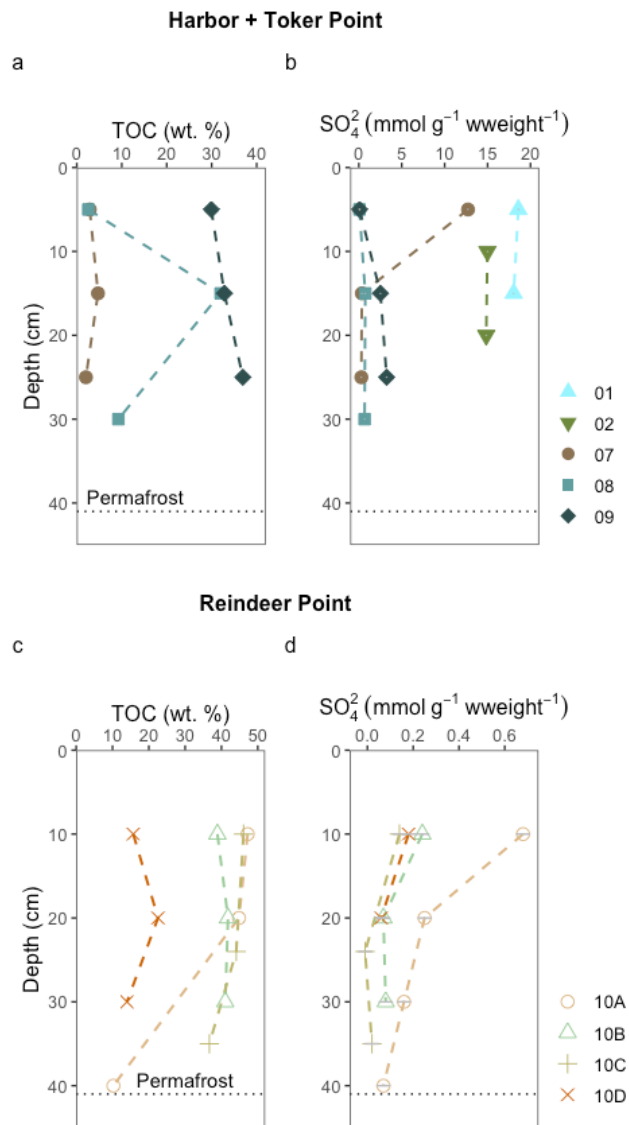 Harbor + Toker Point
a
b
TOC (wt. %)
SO₄² (mmol g⁻¹ wweight⁻¹)
0 10 30 40
0 5 10 15 20
0
10
20
30
40
Depth (cm)
Permafrost
01
02
07
08
09
Reindeer Point
c
d
TOC (wt. %)
SO₄² (mmol g⁻¹ wweight⁻¹)
0 10 20 30 40 50
0.0 0.2 0.4 0.6
0
10
20
30
40
Depth (cm)
Permafrost
10A
10B
10C
10D